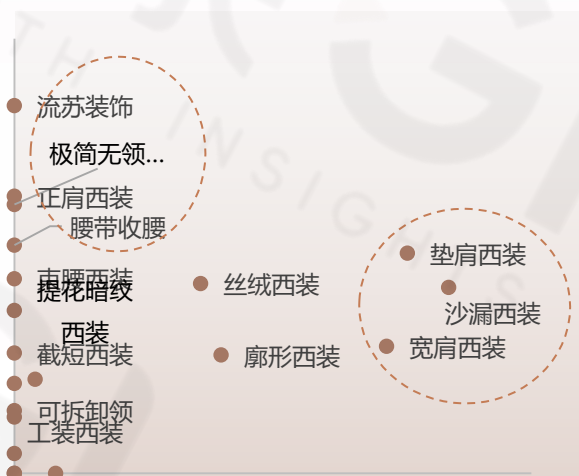 流苏装饰
极简无领...
正肩西装
腰带收腰
垫肩西装
束腰西装
提花暗纹
西装
丝绒西装
沙漏西装
宽肩西装
截短西装
廓形西装
可拆卸领
工装西装
TH INSIGHTS